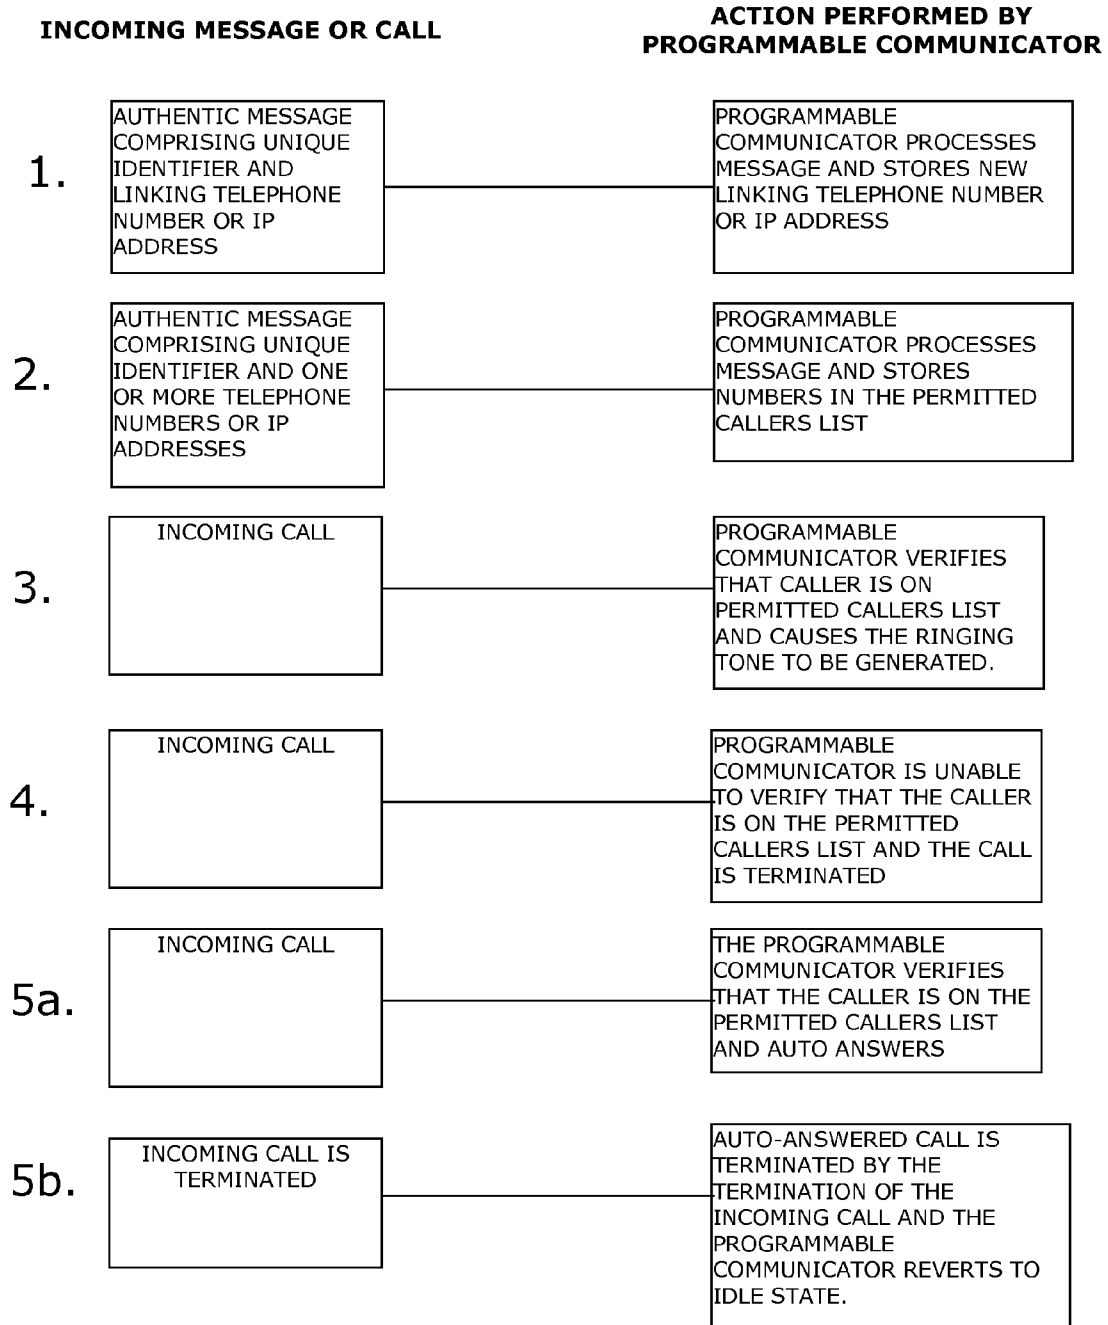 INCOMING MESSAGE OR CALL
ACTION PERFORMED BY
PROGRAMMABLE COMMUNICATOR
1.
AUTHENTIC MESSAGE
COMPRISING UNIQUE
IDENTIFIER AND
LINKING TELEPHONE
NUMBER OR IP
ADDRESS
PROGRAMMABLE
COMMUNICATOR PROCESSES
MESSAGE AND STORES NEW
LINKING TELEPHONE NUMBER
OR IP ADDRESS
2.
AUTHENTIC MESSAGE
COMPRISING UNIQUE
IDENTIFIER AND ONE
OR MORE TELEPHONE
NUMBERS OR IP
ADDRESSES
PROGRAMMABLE
COMMUNICATOR PROCESSES
MESSAGE AND STORES
NUMBERS IN THE PERMITTED
CALLERS LIST
3.
INCOMING CALL
PROGRAMMABLE
COMMUNICATOR VERIFIES
THAT CALLER IS ON
PERMITTED CALLERS LIST
AND CAUSES THE RINGING
TONE TO BE GENERATED.
4.
INCOMING CALL
PROGRAMMABLE
COMMUNICATOR IS UNABLE
TO VERIFY THAT THE CALLER
IS ON THE PERMITTED
CALLERS LIST AND THE CALL
IS TERMINATED
5a.
INCOMING CALL
THE PROGRAMMABLE
COMMUNICATOR VERIFIES
THAT THE CALLER IS ON THE
PERMITTED CALLERS LIST
AND AUTO ANSWERS
5b.
INCOMING CALL IS
TERMINATED
AUTO-ANSWERED CALL IS
TERMINATED BY THE
TERMINATION OF THE
INCOMING CALL AND THE
PROGRAMMABLE
COMMUNICATOR REVERTS TO
IDLE STATE.